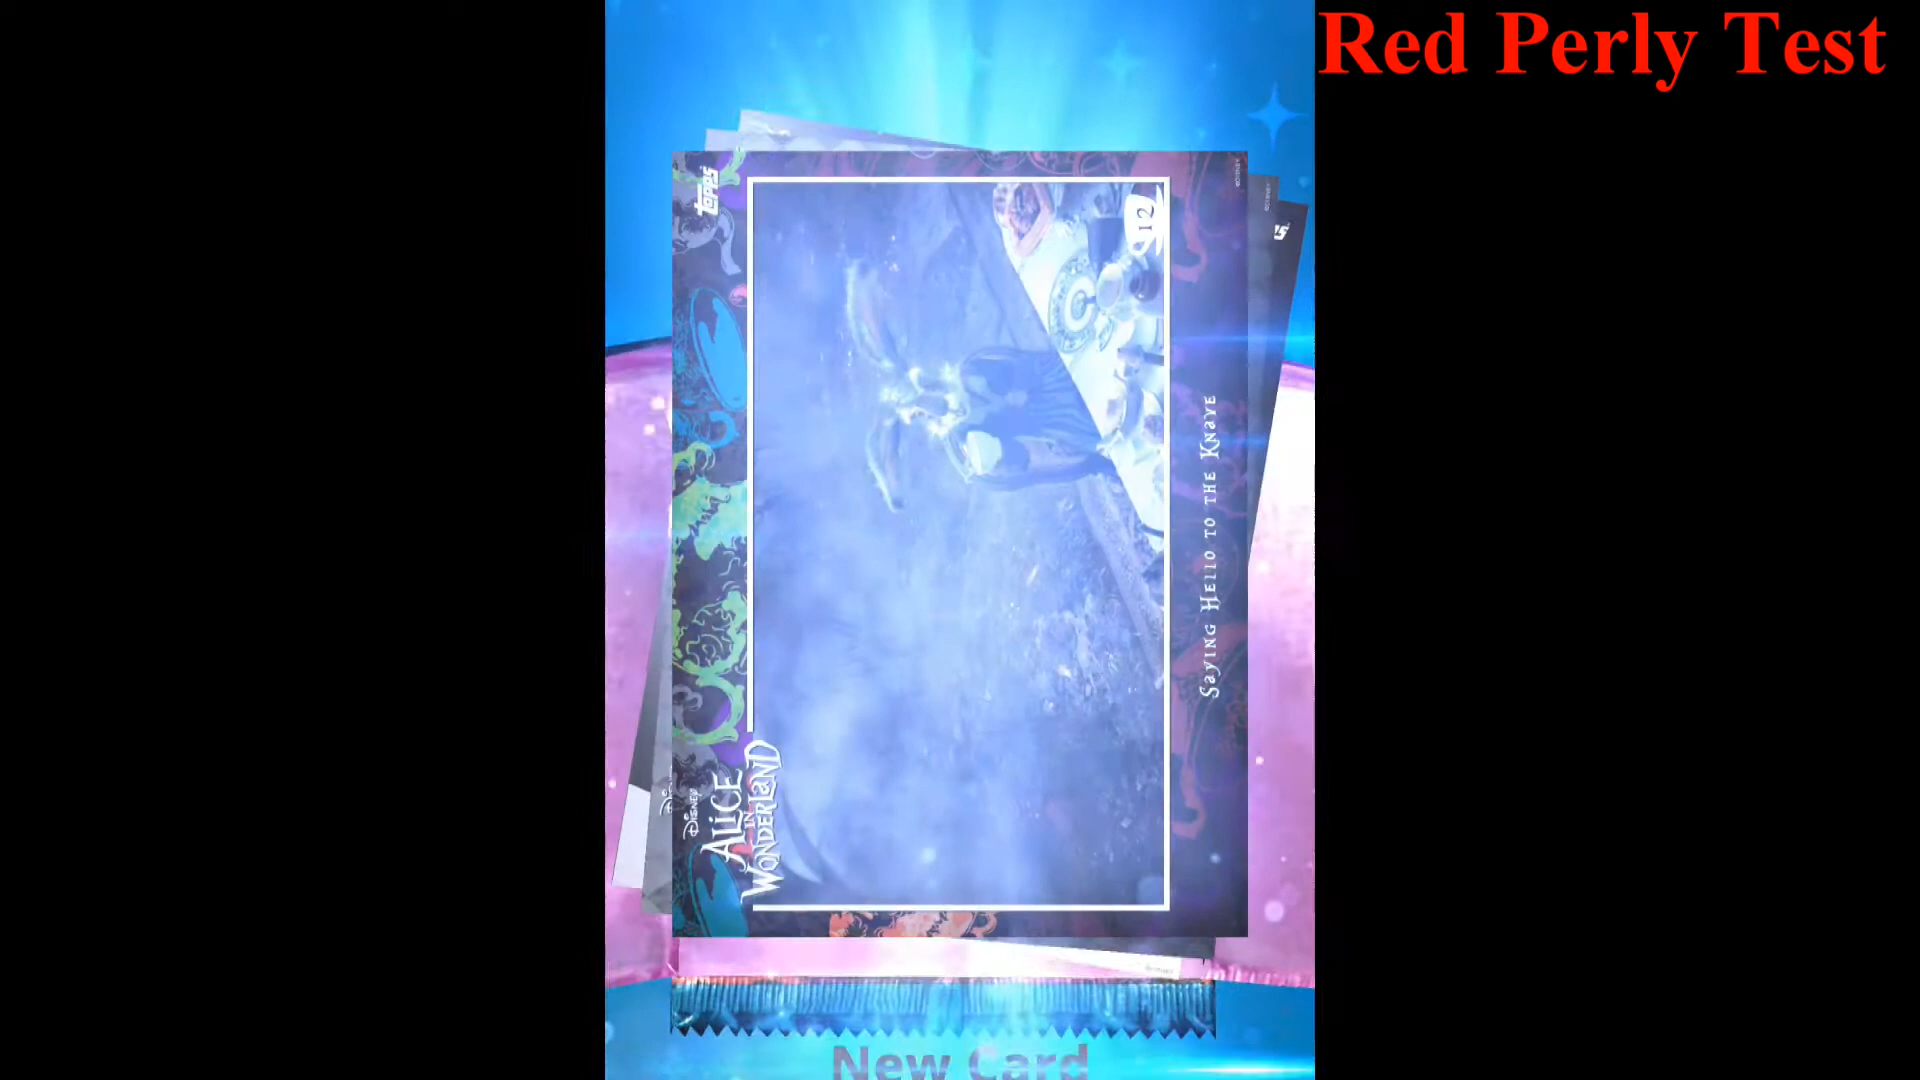 Red Perly Test
Topps
12
Saying Hello to the Knave
Disney
Alice
in
Wonderland
New Card